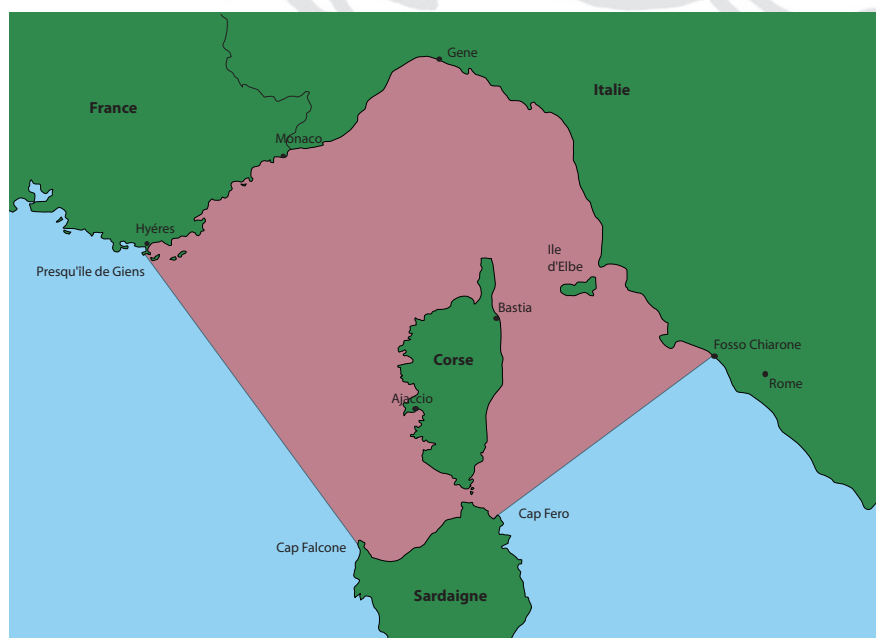 Gene
Italie
France
Monaco
Hyéres
Presqu'île de Giens
Ile
d'Elbe
Bastia
Fosso Chiarone
Corse
Rome
Ajaccio
Cap Fero
Cap Falcone
Sardaigne